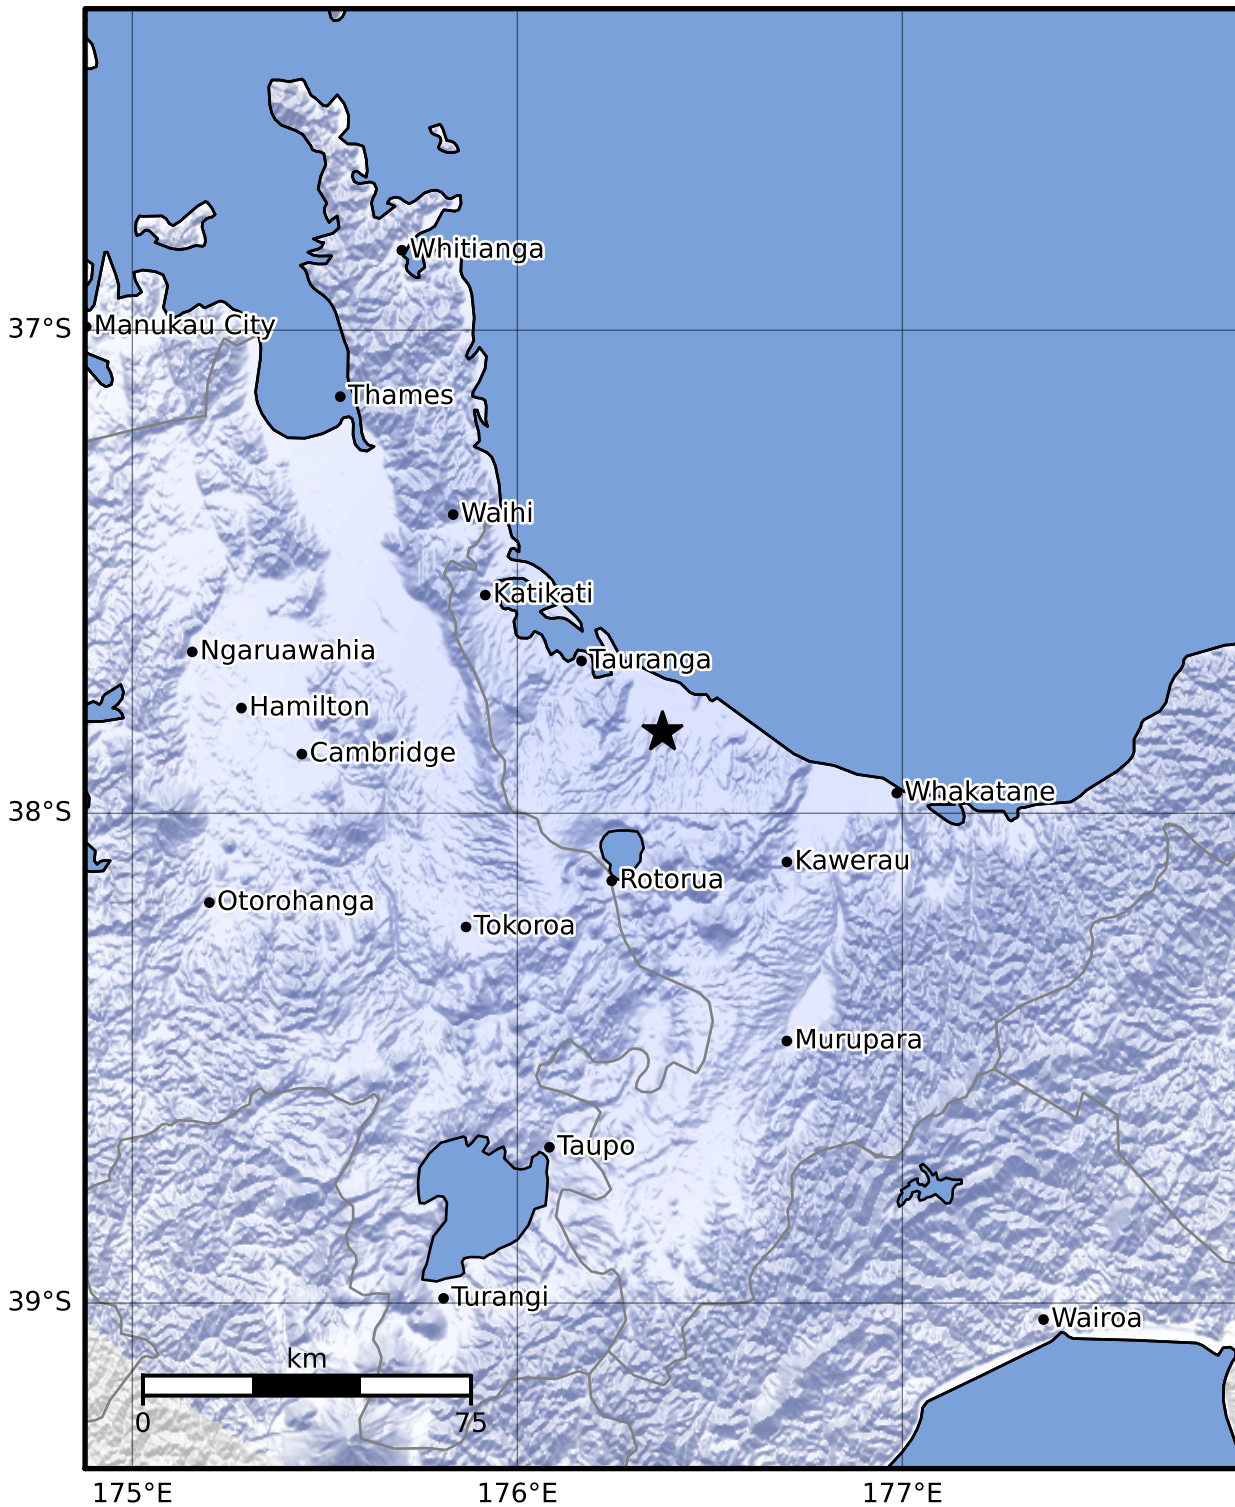 Whitianga
Manukau City
37°S
Thames
Waihi
Katikati
Ngaruawahia
Tauranga
Hamilton
Cambridge
Whakatane
38°S
Kawerau
Rotorua
Otorohanga
Tokoroa
Murupara
Taupo
Turangi
39°S
Wairoa
km
0 75
175°E 176°E 177°E